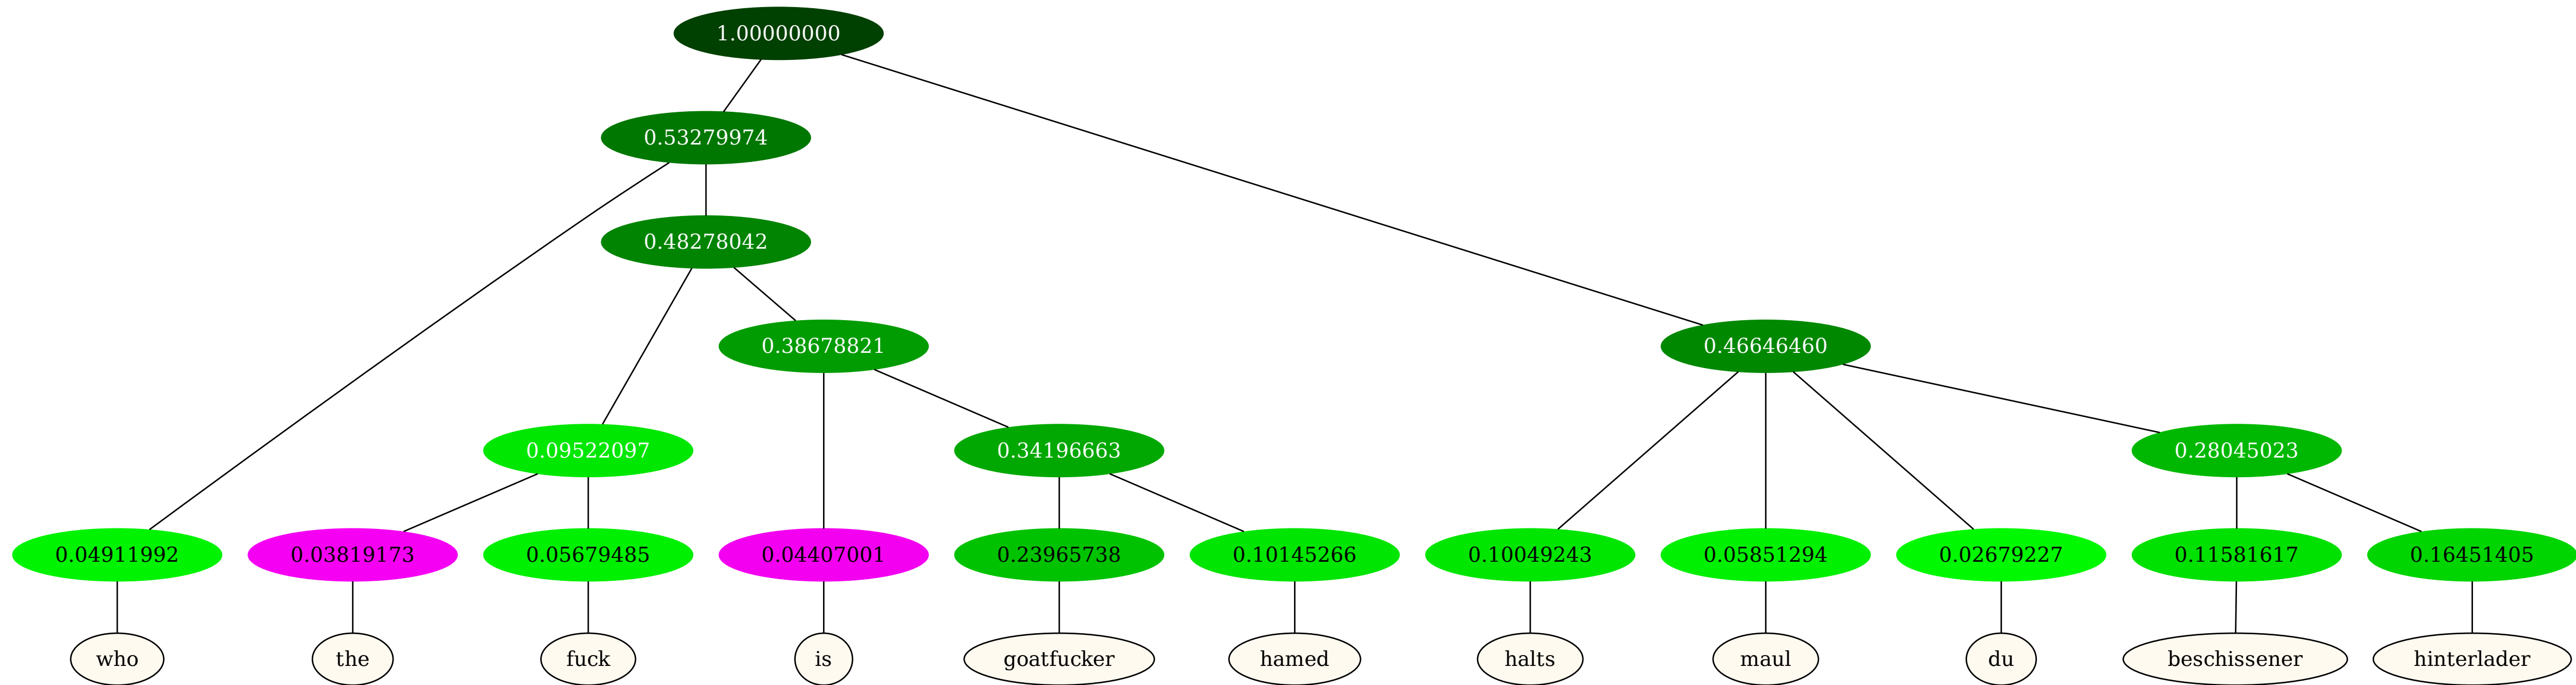 1.00000000
0.53279974
0.48278042
0.38678821 0.46646460
0.09522097 0.34196663 0.28045023
0.04911992 0.03819173 0.05679485 0.04407001 0.23965738 0.10145266 0.10049243 0.05851294 0.02679227 0.11581617 0.16451405
who the fuck is goatfucker hamed halts maul du beschissener hinterlader